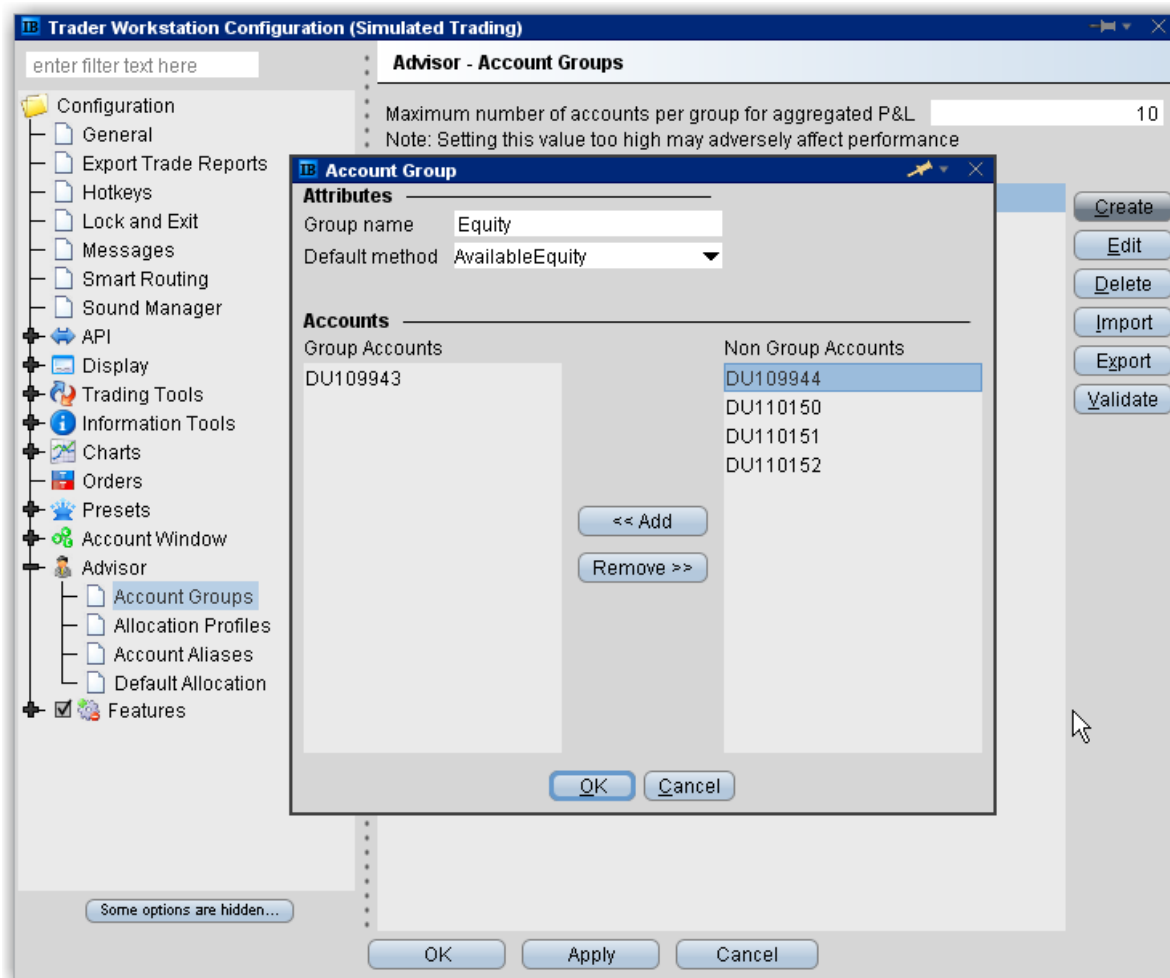 IB Trader Workstation Configuration (Simulated Trading)
enter filter text here
Advisor - Account Groups
Configuration
General
Export Trade Reports
Hotkeys
Lock and Exit
Messages
Smart Routing
Sound Manager
API
Display
Trading Tools
Information Tools
Charts
Orders
Presets
Account Window
Advisor
Account Groups
Allocation Profiles
Account Aliases
Default Allocation
Features
Some options are hidden...
Maximum number of accounts per group for aggregated P&L 10
Note: Setting this value too high may adversely affect performance
IB Account Group
Attributes
Group name Equity
Default method AvailableEquity
Accounts
Group Accounts
DU109943
<< Add
Remove >>
Non Group Accounts
DU109944
DU110150
DU110151
DU110152
OK Cancel
Create
Edit
Delete
Import
Export
Validate
OK Apply Cancel